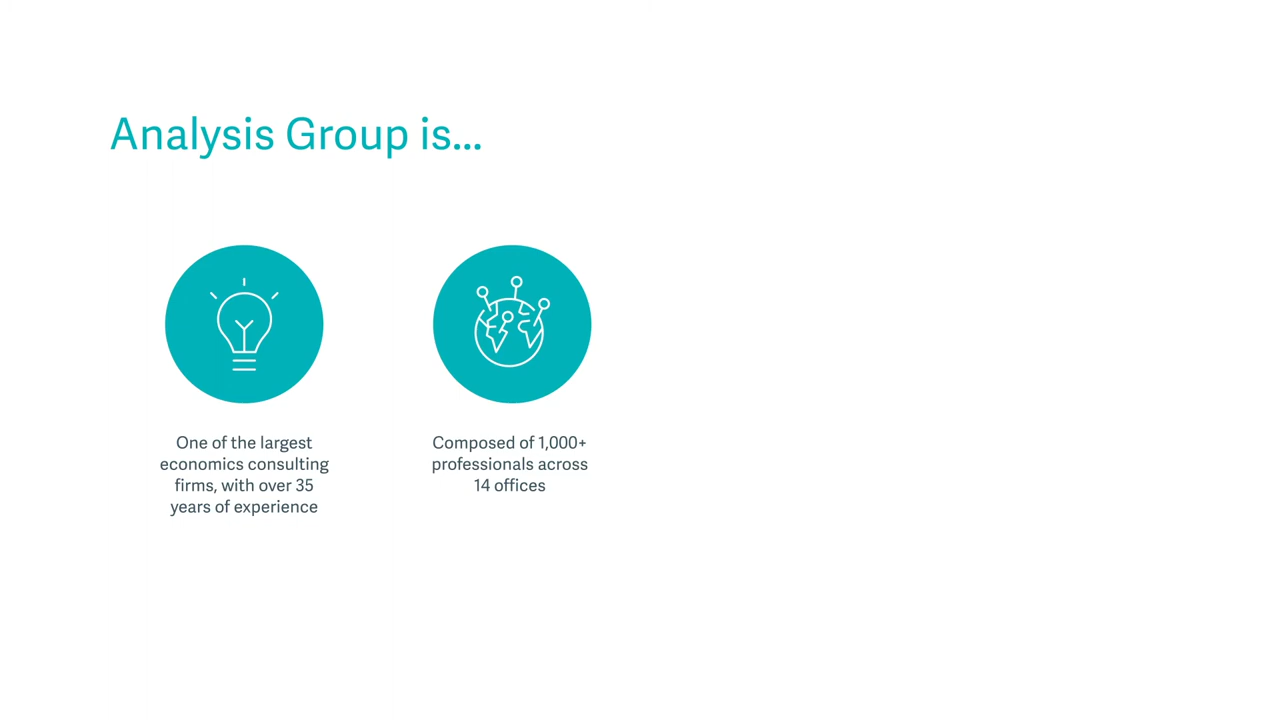 Analysis Group is...
One of the largest
economics consulting
firms, with over 35
years of experience
Composed of 1,000+
professionals across
14 offices